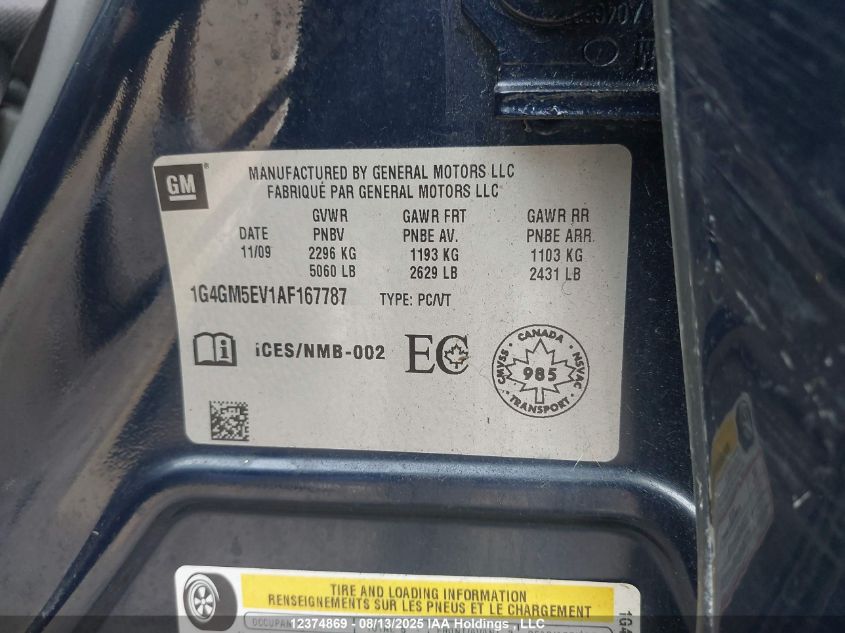 GM
MANUFACTURED BY GENERAL MOTORS LLC
FABRIQUÉ PAR GENERAL MOTORS LLC
GVWR GAWR FRT GAWR RR
DATE PNBV PNBE AV. PNBE ARR.
11/09 2296 KG 1193 KG 1103 KG
5060 LB 2629 LB 2431 LB
1G4GM5EV1AF167787 TYPE: PC/VT
i iCES/NMB-002 EC
CANADA
CMVSS 985 NSVAC
TRANSPORT
TIRE AND LOADING INFORMATION
RENSEIGNEMENTS SUR LES PNEUS ET LE CHARGEMENT
12374869 - 08/13/2025 IAA Holdings, LLC